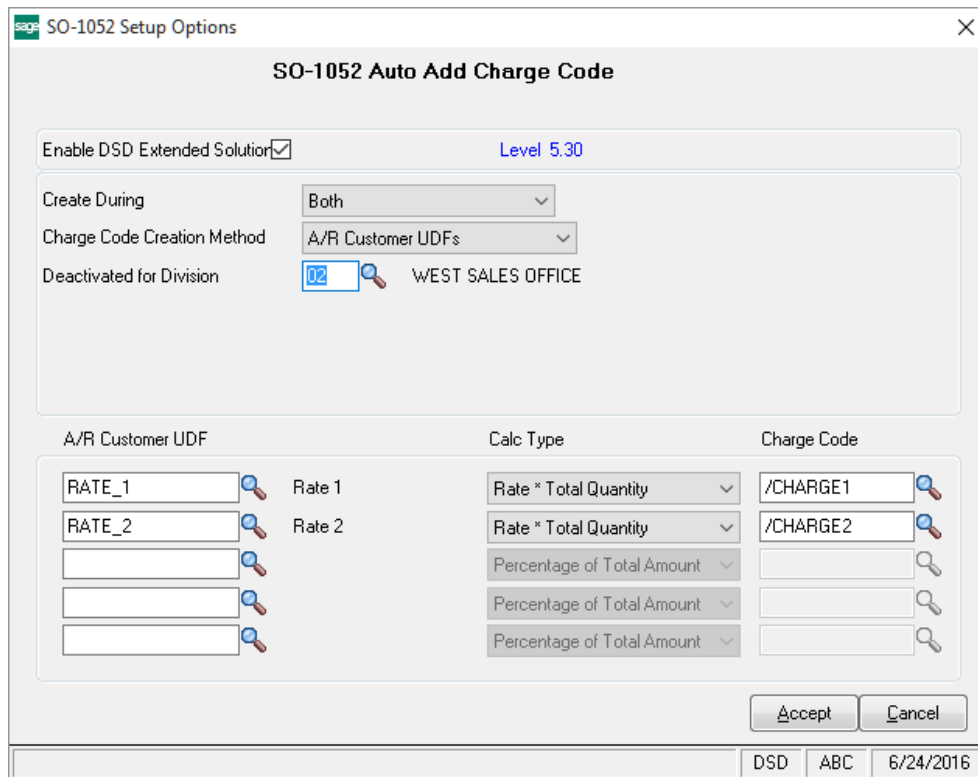 sage SO-1052 Setup Options
SO-1052 Auto Add Charge Code
Enable DSD Extended Solution Level 5.30
Create During Both
Charge Code Creation Method A/R Customer UDFs
Deactivated for Division 02 WEST SALES OFFICE
A/R Customer UDF Calc Type Charge Code
RATE_1 Rate 1 Rate * Total Quantity /CHARGE1
RATE_2 Rate 2 Rate * Total Quantity /CHARGE2
Percentage of Total Amount
Percentage of Total Amount
Percentage of Total Amount
Accept Cancel
DSD ABC 6/24/2016